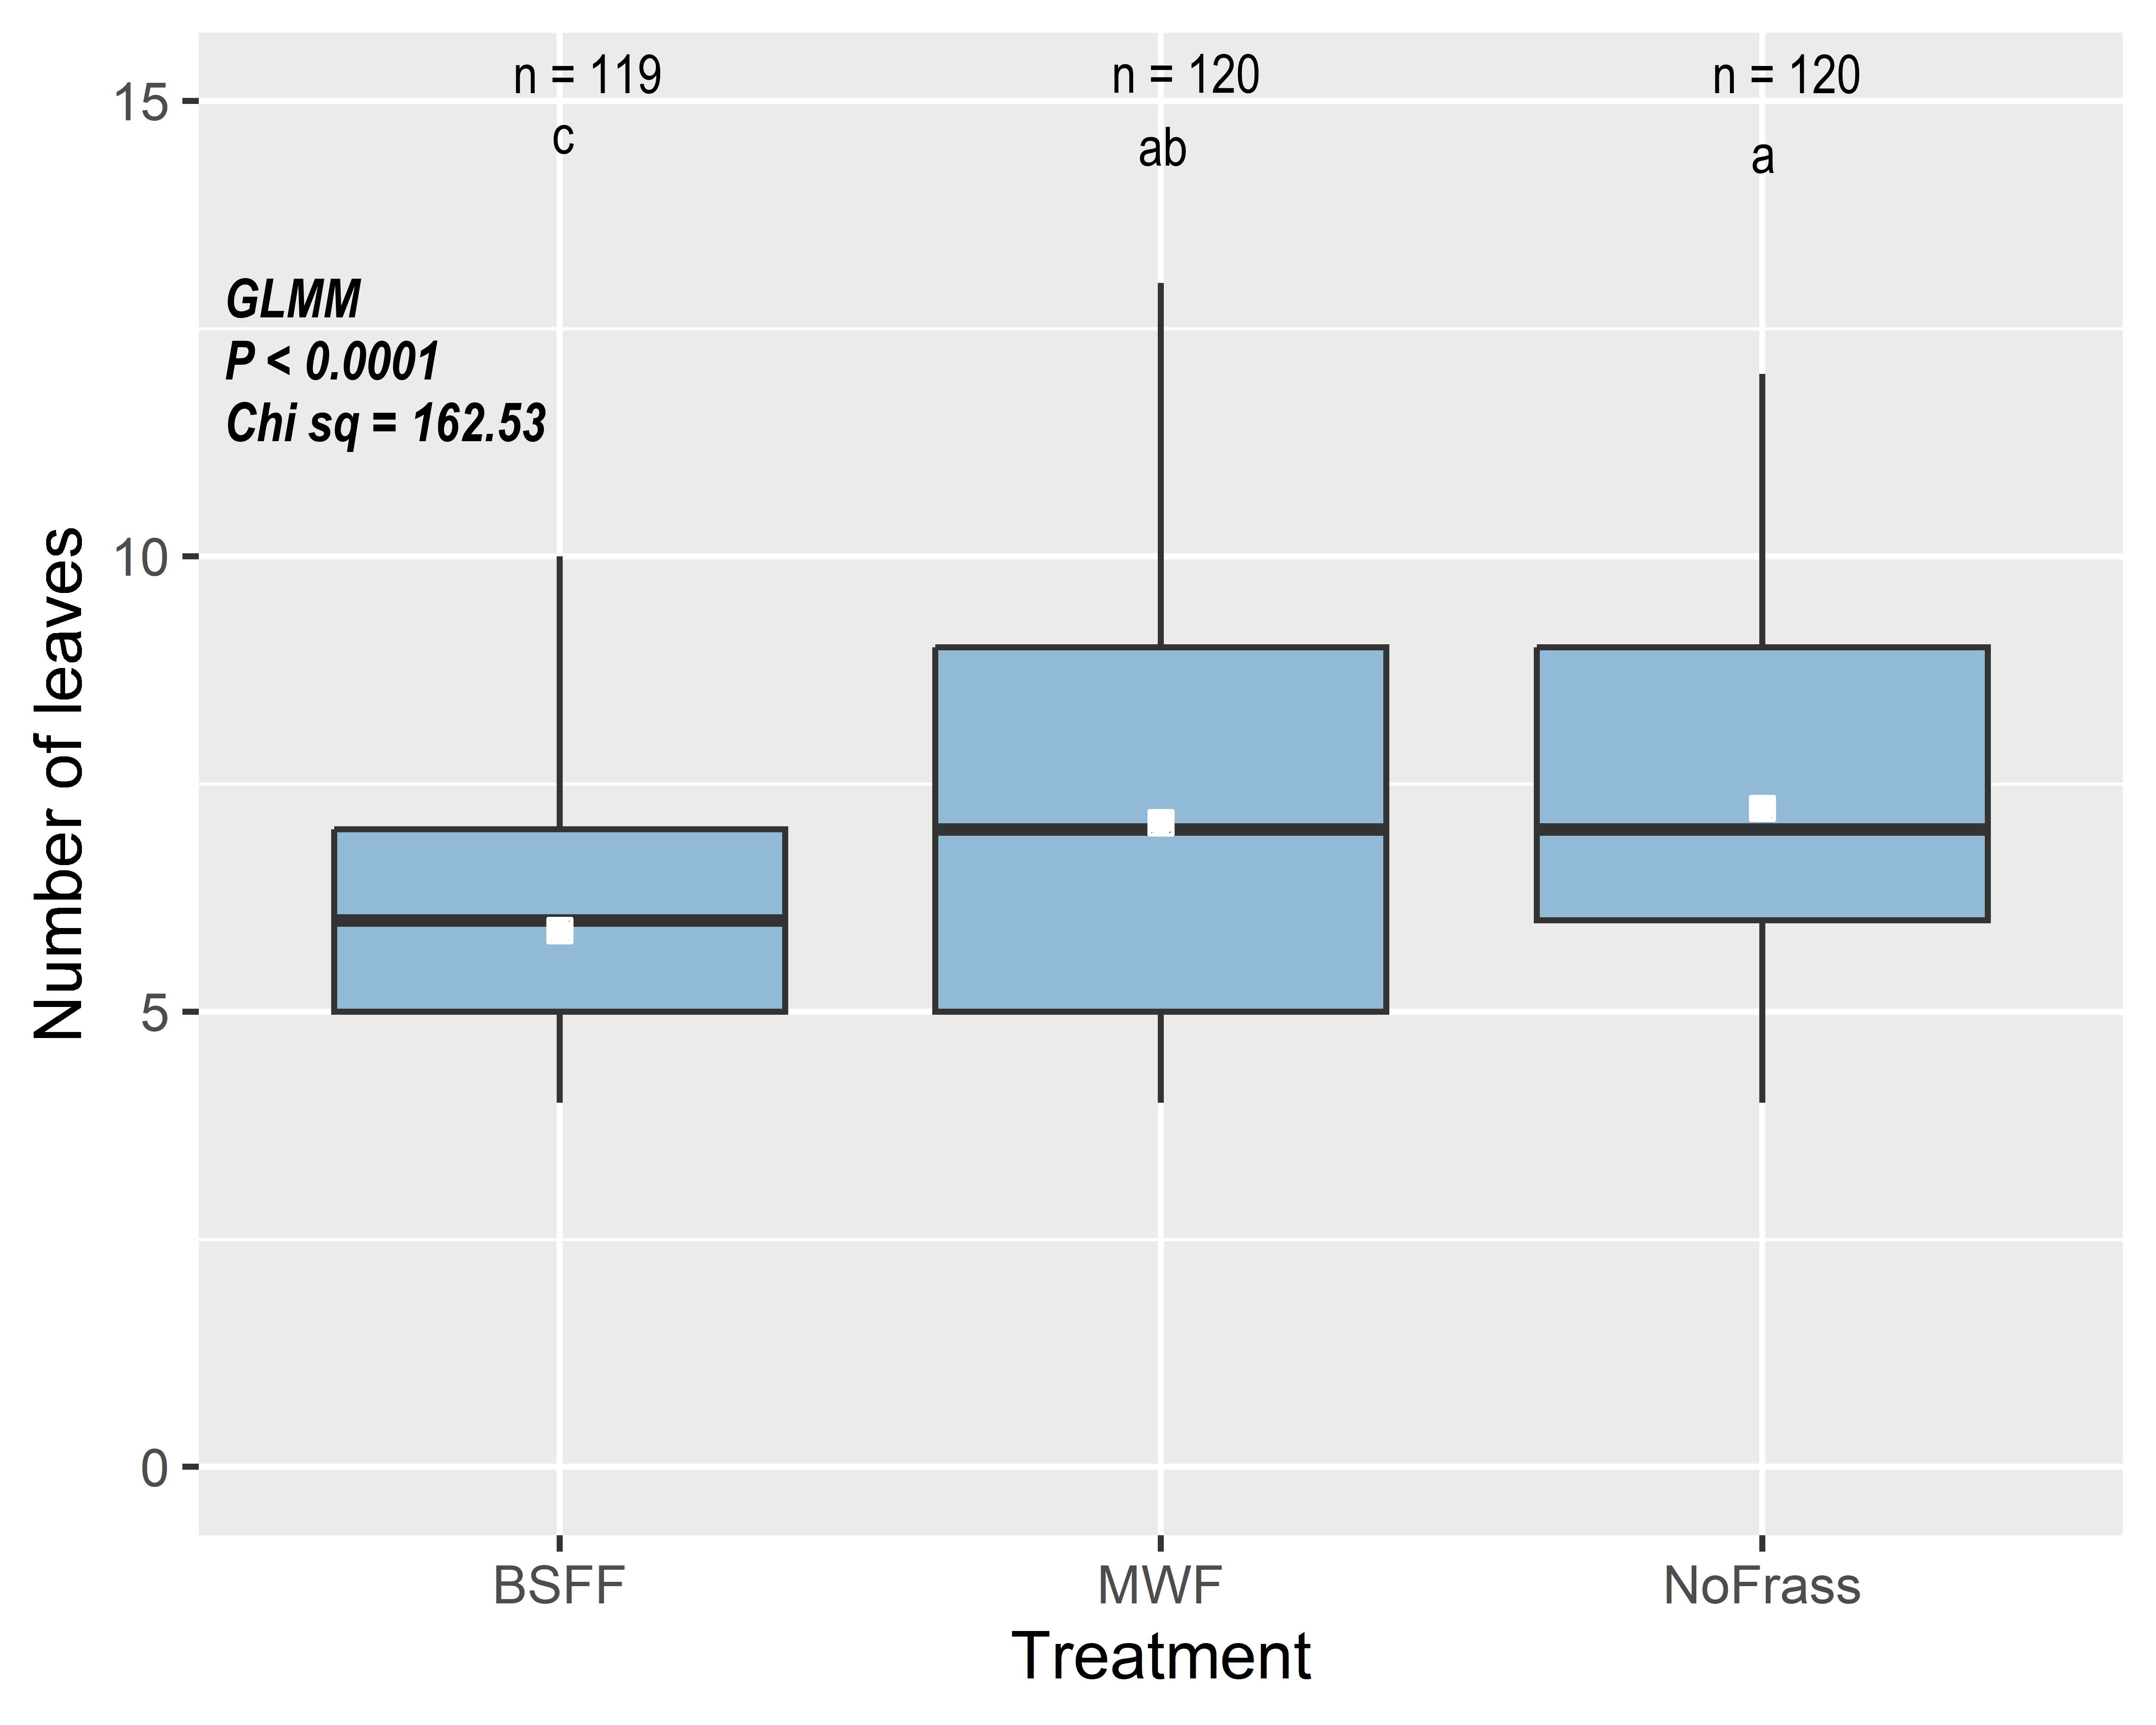 n = 119
n = 120
n = 120
c
ab
a
GLMM
P < 0.0001
Chi sq = 162.53
15
10
5
0
Number of leaves
BSFF
MWF
NoFrass
Treatment